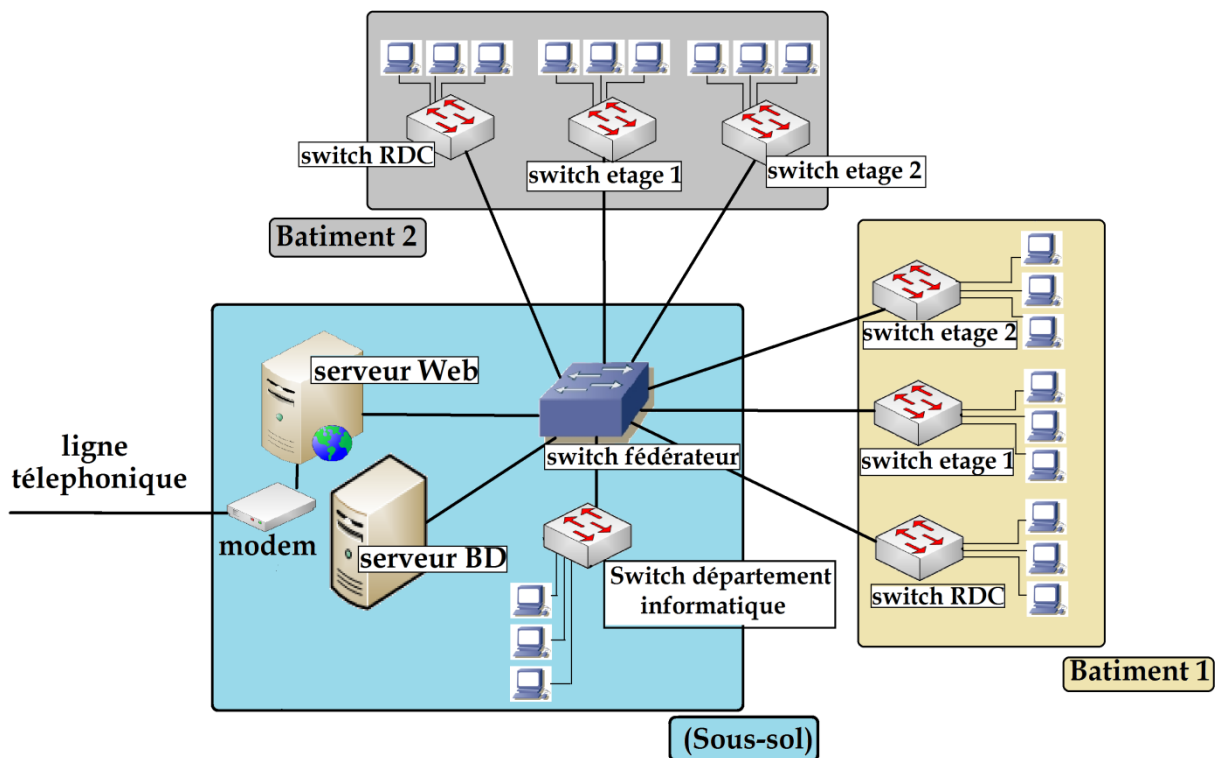 switch RDC
switch etage 1
switch etage 2
Batiment 2
switch etage 2
serveur Web
switch etage 1
switch fédérateur
ligne
télephonique
modem
serveur BD
Switch département
informatique
switch RDC
Batiment 1
(Sous-sol)